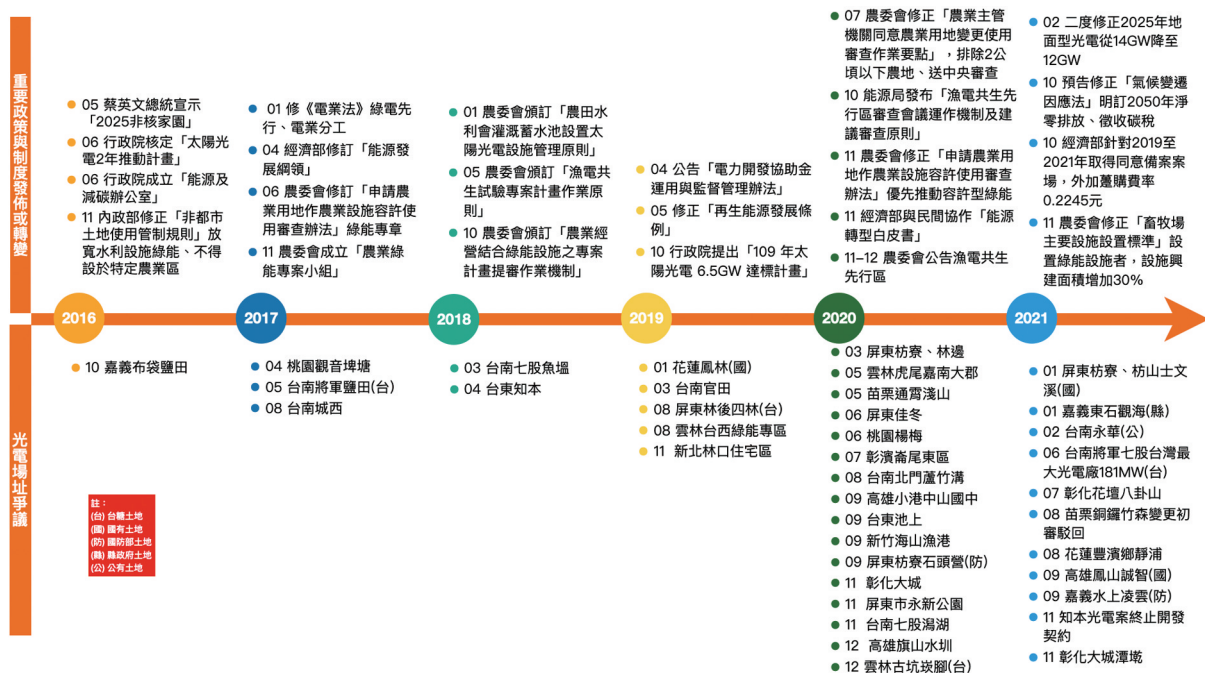 重要政策與制度發佈或轉變
05 蔡英文總統宣示
「2025非核家園」
06 行政院核定「太陽光
電2年推動計畫」
06 行政院成立「能源及
減碳辦公室」
11 內政部修正「非都市
土地使用管制規則」放
寬水利設施綠能、不得
設於特定農業區
01 修《電業法》綠電先
行、電業分工
04 經濟部修訂「能源發
展綱領」
06 農委會修訂「申請農
業用地作農業設施容許使
用審查辦法」綠能專章
11 農委會成立「農業綠
能專案小組」
01 農委會頒訂「農田水
利會灌溉蓄水池設置太
陽光電設施管理原則」
05 農委會頒訂「漁電共
生試驗專案計畫作業原
則」
10 農委會頒訂「農業經
營結合綠能設施之專案
計畫提審作業機制」
04 公告「電力開發協助金
運用與監督管理辦法」
05 修正「再生能源發展條
例」
10 行政院提出「109 年太
陽光電 6.5GW 達標計畫」
07 農委會修正「農業主管
機關同意農業用地變更使用
審查作業要點」，排除2公
頃以下農地、送中央審查
10 能源局發布「漁電共生先
行區審查會議運作機制及建
議審查原則」
11 農委會修正「申請農業用
地作農業設施容許使用審查
辦法」優先推動容許型綠能
11 經濟部與民間協作「能源
轉型白皮書」
11–12 農委會公告漁電共生
先行區
02 二度修正2025年地
面型光電從14GW降至
12GW
10 預告修正「氣候變遷
因應法」明訂2050年淨
零排放、徵收碳稅
10 經濟部針對2019至
2021年取得同意備案案
場，外加躉購費率
0.2245元
11 農委會修正「畜牧場
主要設施設置標準」設
置綠能設施者，設施興
建面積增加30%
2016
2017
2018
2019
2020
2021
光電場址爭議
10 嘉義布袋鹽田
04 桃園觀音埤塘
05 台南將軍鹽田(台)
08 台南城西
03 台南七股魚塭
04 台東知本
01 花蓮鳳林(國)
03 台南官田
08 屏東林後四林(台)
08 雲林台西綠能專區
11 新北林口住宅區
03 屏東枋寮、林邊
05 雲林虎尾嘉南大郡
05 苗栗通霄淺山
06 屏東佳冬
06 桃園楊梅
07 彰濱崙尾東區
08 台南北門蘆竹溝
09 高雄小港中山國中
09 台東池上
09 新竹海山漁港
09 屏東枋寮石頭營(防)
11 彰化大城
11 屏東市永新公園
11 台南七股潟湖
12 高雄旗山水圳
12 雲林古坑崁腳(台)
01 屏東枋寮、枋山士文
溪(國)
01 嘉義東石觀海(縣)
02 台南永華(公)
06 台南將軍七股台灣最
大光電廠181MW(台)
07 彰化花壇八卦山
08 苗栗銅鑼竹森變更初
審駁回
08 花蓮豐濱鄉靜浦
09 高雄鳳山誠智(國)
09 嘉義水上凌雲(防)
11 知本光電案終止開發
契約
11 彰化大城潭墘
註：
(台) 台糖土地
(國) 國有土地
(防) 國防部土地
(縣) 縣政府土地
(公) 公有土地